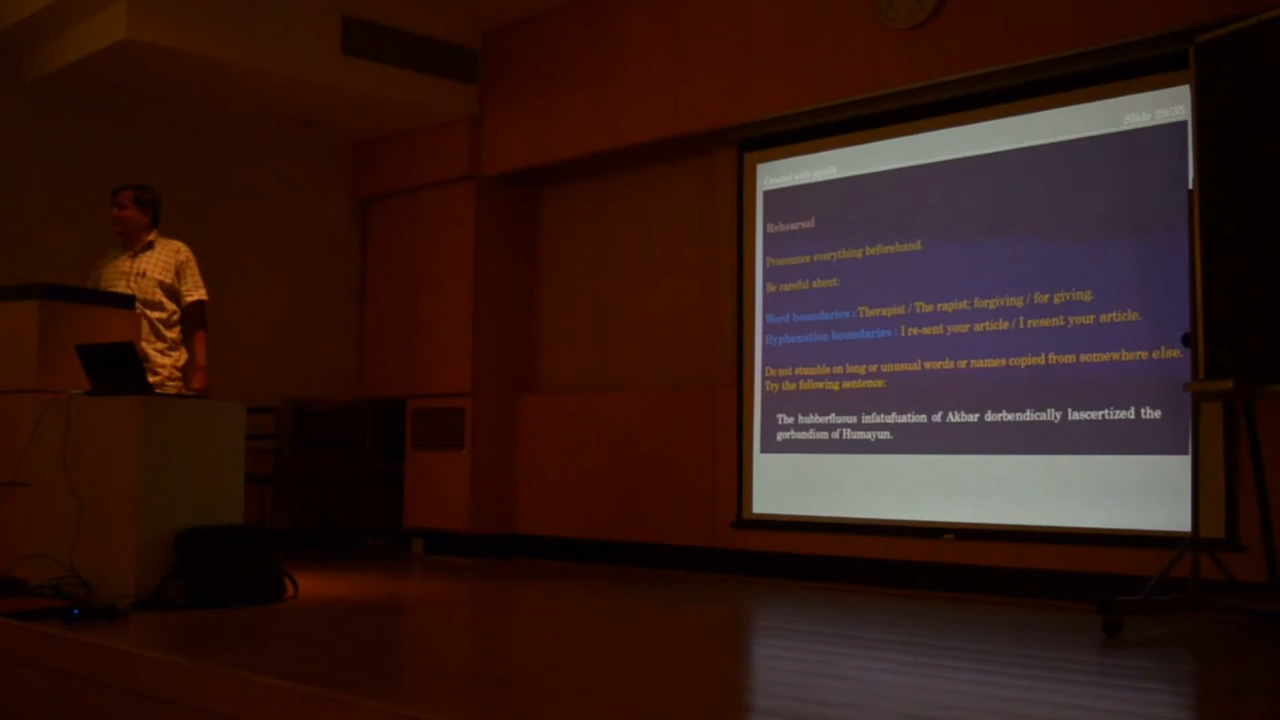 Slide 29/35
Created with
Rehearsal
Pronounce everything beforehand.
Be careful about:
Word boundaries : Therapist / The rapist; forgiving / for giving.
Hyphenation boundaries : I re-sent your article / I resent your article.
Do not stumble on long or unusual words or names copied from somewhere else.
Try the following sentence:
The hubberfluous infatufuation of Akbar dorbendically lascertized the
gorbandism of Humayun.